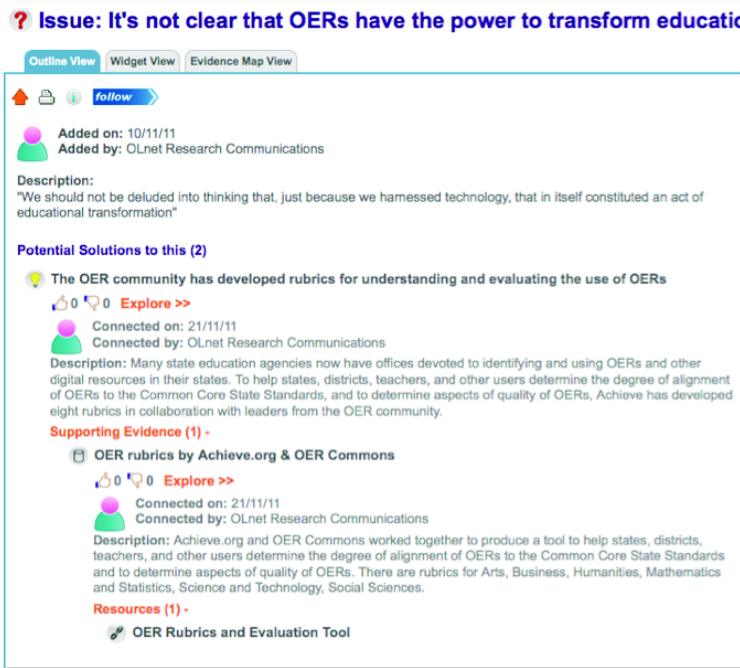 ? Issue: It's not clear that OERs have the power to transform educatio
Outline View Widget View Evidence Map View
i follow
Added on: 10/11/11
Added by: OLnet Research Communications
Description:
"We should not be deluded into thinking that, just because we harnessed technology, that in itself constituted an act of
educational transformation"
Potential Solutions to this (2)
The OER community has developed rubrics for understanding and evaluating the use of OERs
0 0 Explore >>
Connected on: 21/11/11
Connected by: OLnet Research Communications
Description: Many state education agencies now have offices devoted to identifying and using OERs and other
digital resources in their states. To help states, districts, teachers, and other users determine the degree of alignment
of OERs to the Common Core State Standards, and to determine aspects of quality of OERs, Achieve has developed
eight rubrics in collaboration with leaders from the OER community.
Supporting Evidence (1) -
OER rubrics by Achieve.org & OER Commons
0 0 Explore >>
Connected on: 21/11/11
Connected by: OLnet Research Communications
Description: Achieve.org and OER Commons worked together to produce a tool to help states, districts,
teachers, and other users determine the degree of alignment of OERs to the Common Core State Standards
and to determine aspects of quality of OERs. There are rubrics for Arts, Business, Humanities, Mathematics
and Statistics, Science and Technology, Social Sciences.
Resources (1) -
OER Rubrics and Evaluation Tool